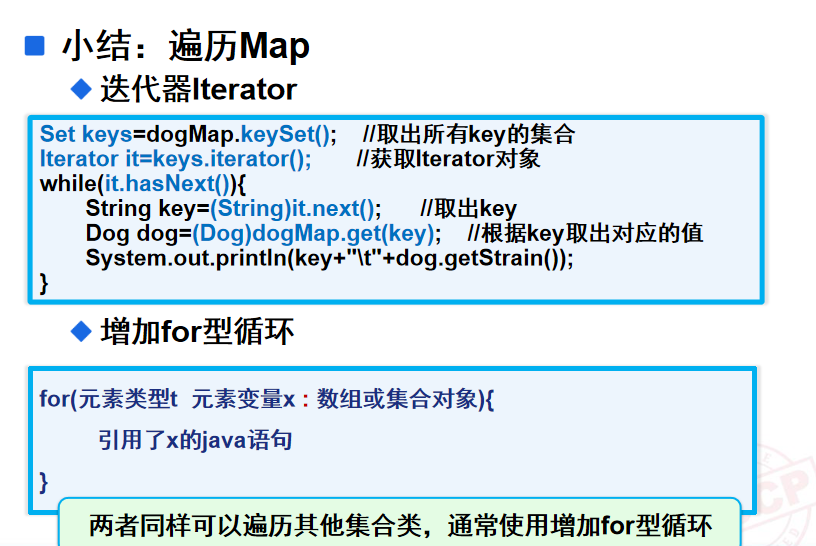 小结：遍历Map
迭代器Iterator
Set keys=dogMap.keySet(); //取出所有key的集合
Iterator it=keys.iterator(); //获取Iterator对象
while(it.hasNext()){
String key=(String)it.next(); //取出key
Dog dog=(Dog)dogMap.get(key); //根据key取出对应的值
System.out.println(key+"\t"+dog.getStrain());
}
增加for型循环
for(元素类型t 元素变量x : 数组或集合对象){
引用了x的java语句
}
两者同样可以遍历其他集合类，通常使用增加for型循环